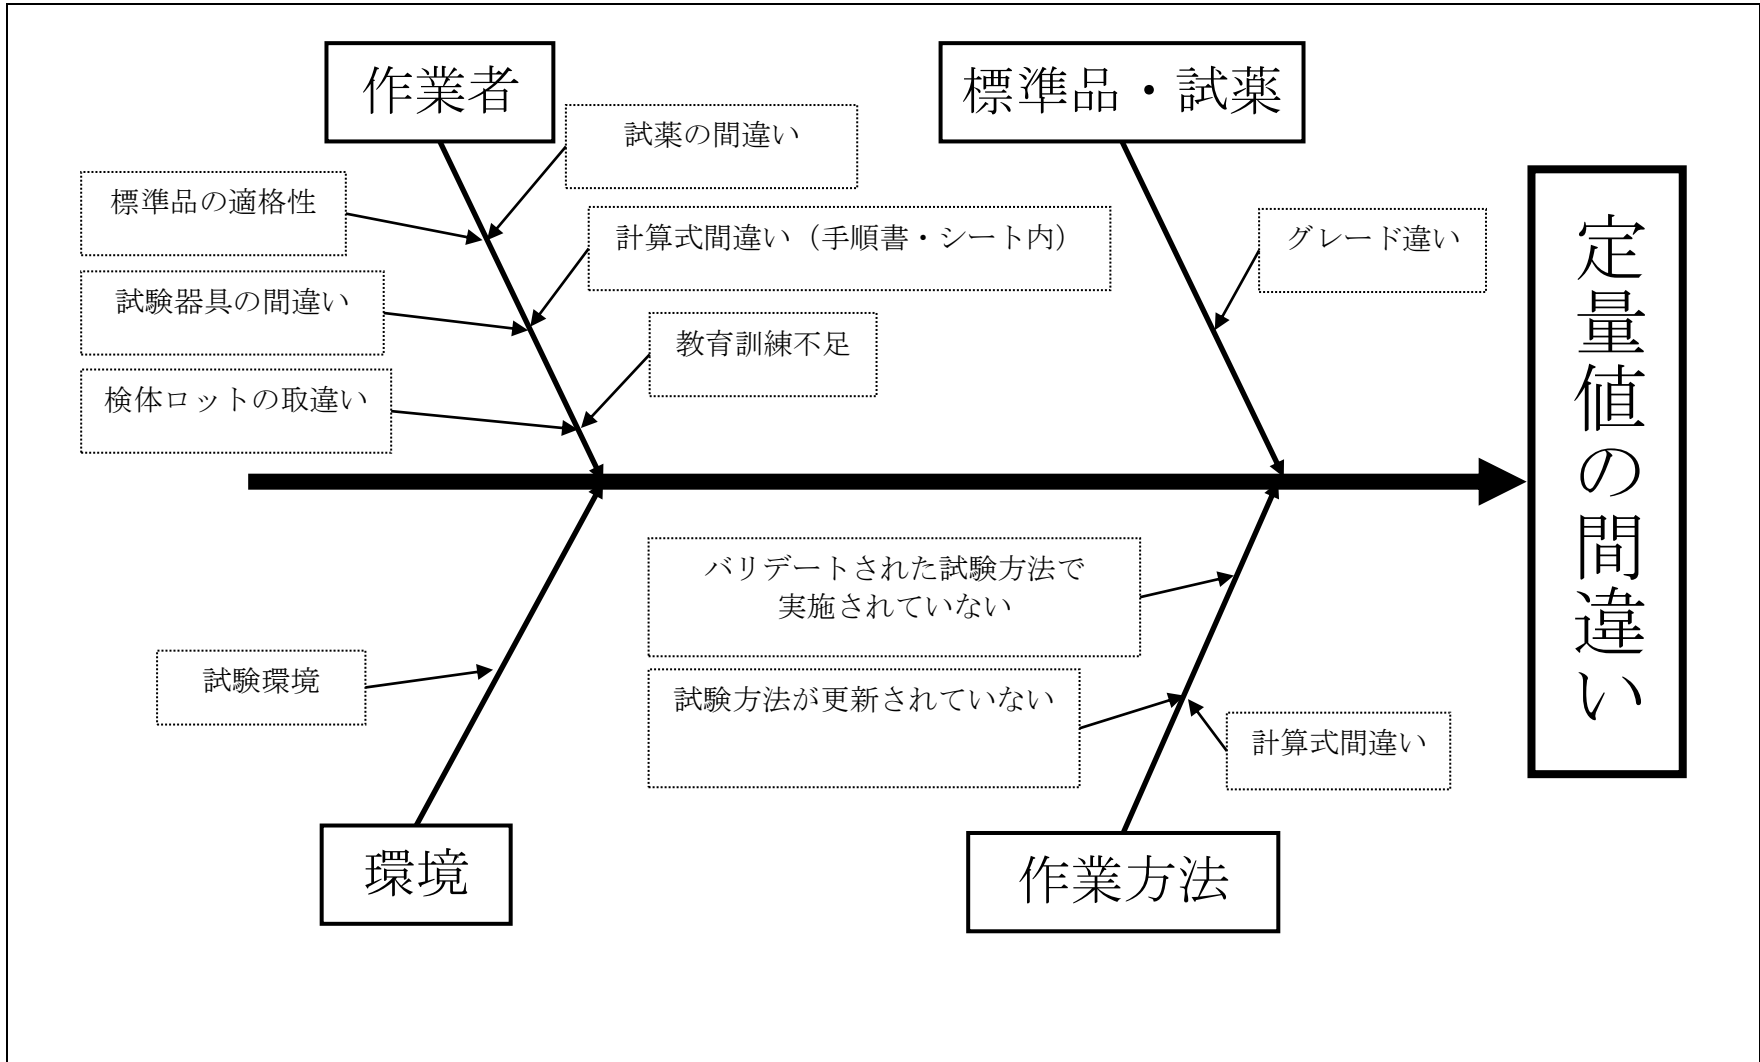 作業者
標準品・試薬
試薬の間違い
標準品の適格性
計算式間違い（手順書・シート内）
グレード違い
試験器具の間違い
教育訓練不足
検体ロットの取違い
定量値の間違い
バリデートされた試験方法で
実施されていない
試験環境
試験方法が更新されていない
計算式間違い
環境
作業方法